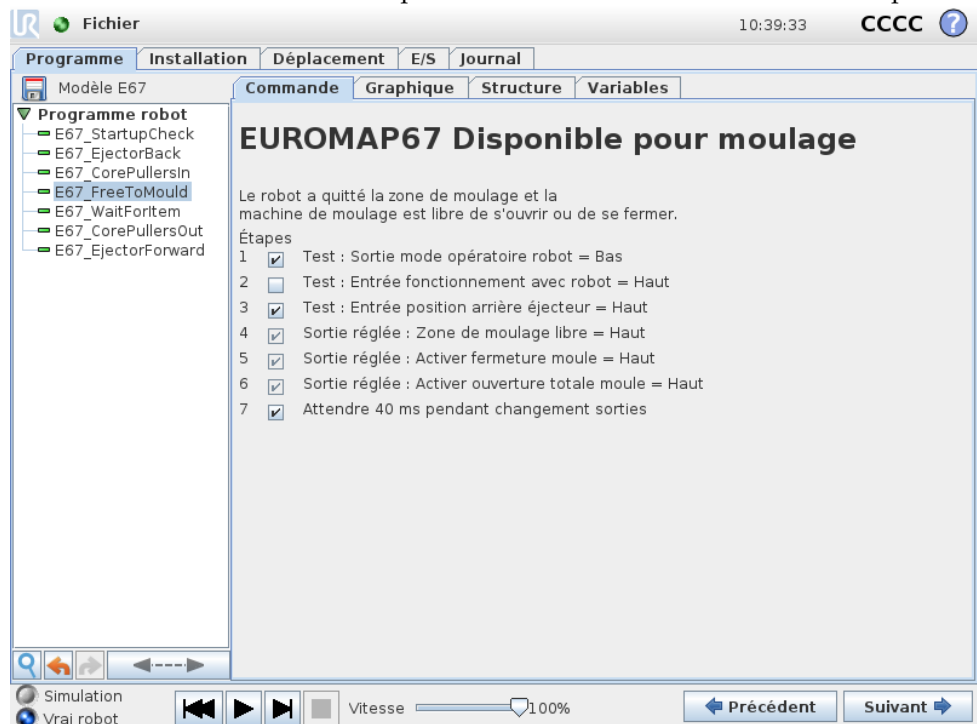 Fichier
10:39:33
CCCC
?
Programme
Installation
Déplacement
E/S
Journal
Modèle E67
Commande
Graphique
Structure
Variables
Programme robot
E67_StartupCheck
E67_EjectorBack
E67_CorePullersIn
E67_FreeToMould
E67_WaitForItem
E67_CorePullersOut
E67_EjectorForward
EUROMAP67 Disponible pour moulage
Le robot a quitté la zone de moulage et la
machine de moulage est libre de s'ouvrir ou de se fermer.
Étapes
1 Test : Sortie mode opératoire robot = Bas
2 Test : Entrée fonctionnement avec robot = Haut
3 Test : Entrée position arrière éjecteur = Haut
4 Sortie réglée : Zone de moulage libre = Haut
5 Sortie réglée : Activer fermeture moule = Haut
6 Sortie réglée : Activer ouverture totale moule = Haut
7 Attendre 40 ms pendant changement sorties
Simulation
Vrai robot
Vitesse
100%
Précédent
Suivant